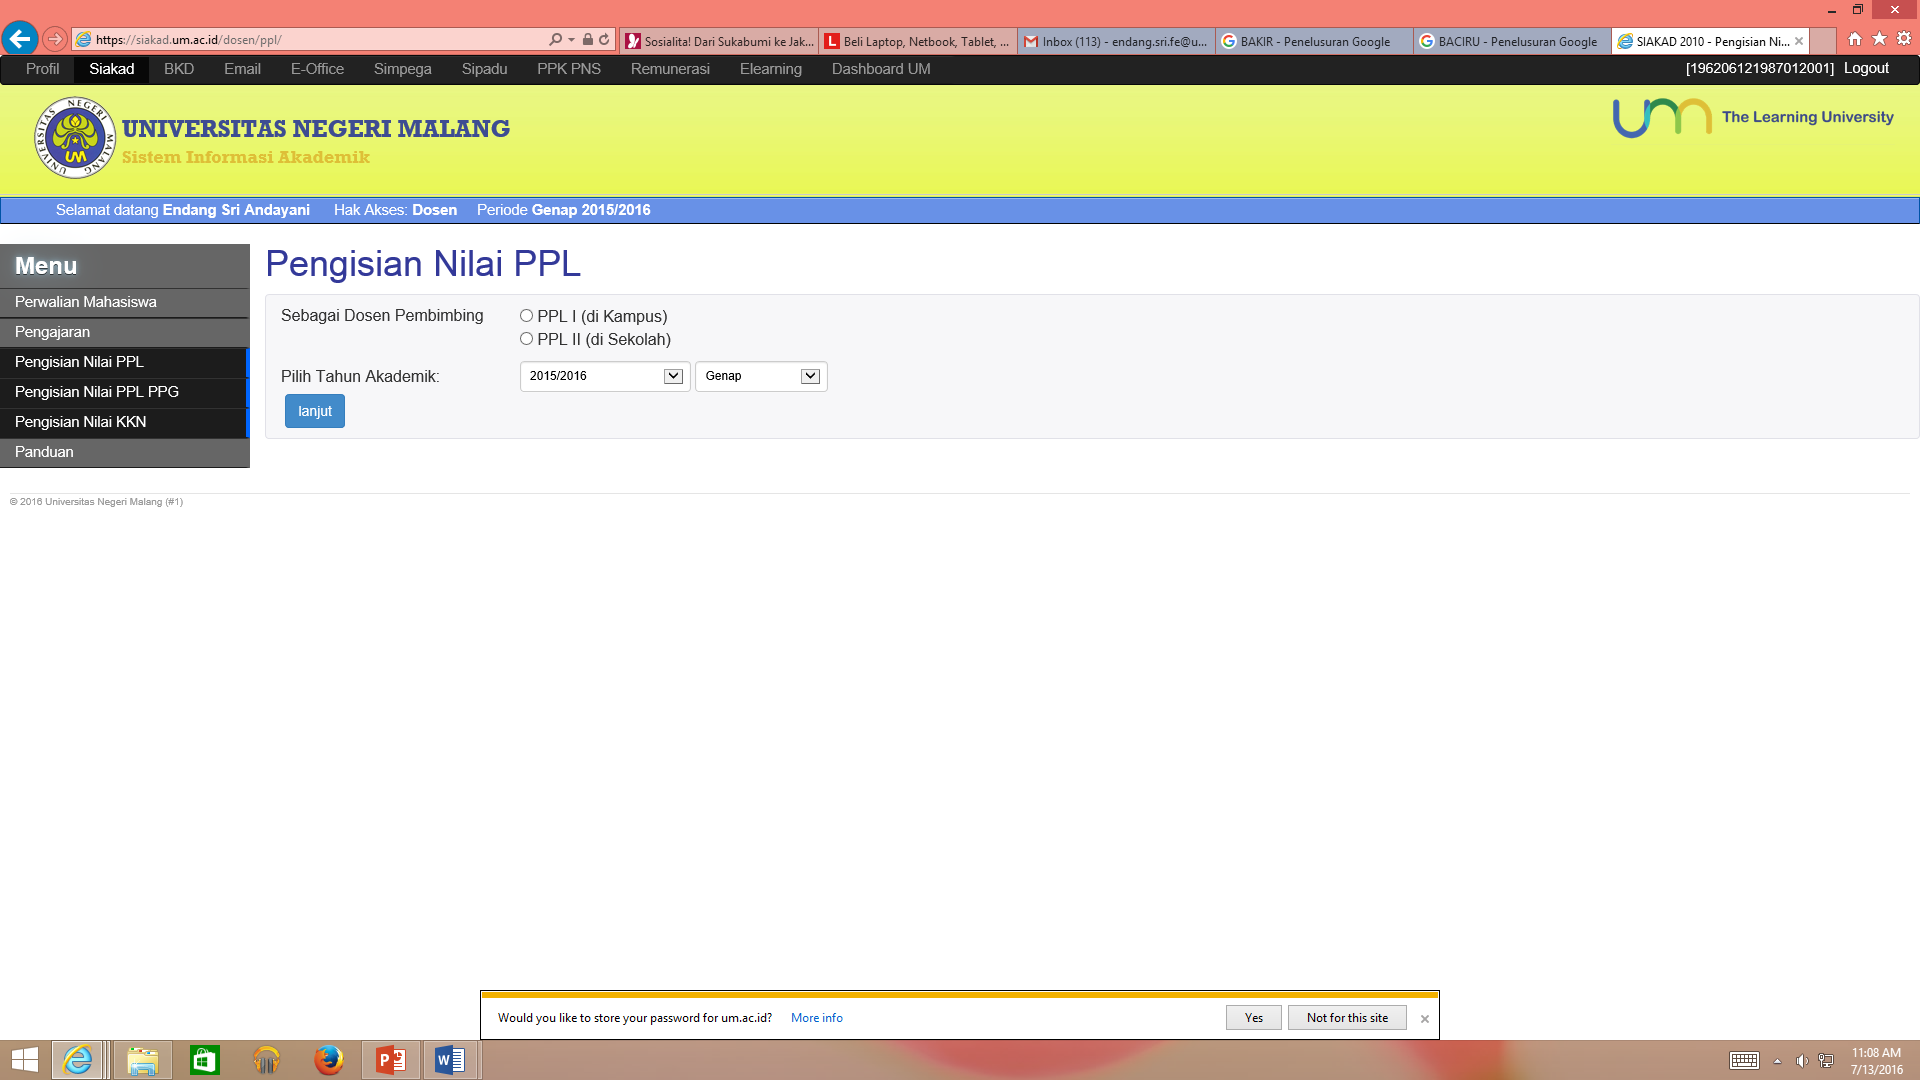 https://siakad.um.ac.id/dosen/ppl/
Sosialita! Dari Sukabumi ke Jak...
Beli Laptop, Netbook, Tablet, ...
Inbox (113) - endang.sri.fe@u...
BAKIR - Penelusuran Google
BACIRU - Penelusuran Google
SIAKAD 2010 - Pengisian Ni...
Profil Siakad BKD Email E-Office Simpega Sipadu PPK PNS Remunerasi Elearning Dashboard UM [196206121987012001] Logout
UNIVERSITAS NEGERI MALANG
UM
UNIVERSITAS NEGERI MALANG
Sistem Informasi Akademik
um The Learning University
Selamat datang Endang Sri Andayani Hak Akses: Dosen Periode Genap 2015/2016
Menu
Perwalian Mahasiswa
Pengajaran
Pengisian Nilai PPL
Pengisian Nilai PPL PPG
Pengisian Nilai KKN
Panduan
Pengisian Nilai PPL
Sebagai Dosen Pembimbing
PPL I (di Kampus)
PPL II (di Sekolah)
Pilih Tahun Akademik: 2015/2016 Genap
lanjut
© 2016 Universitas Negeri Malang (#1)
Would you like to store your password for um.ac.id? More info Yes Not for this site
11:08 AM
7/13/2016